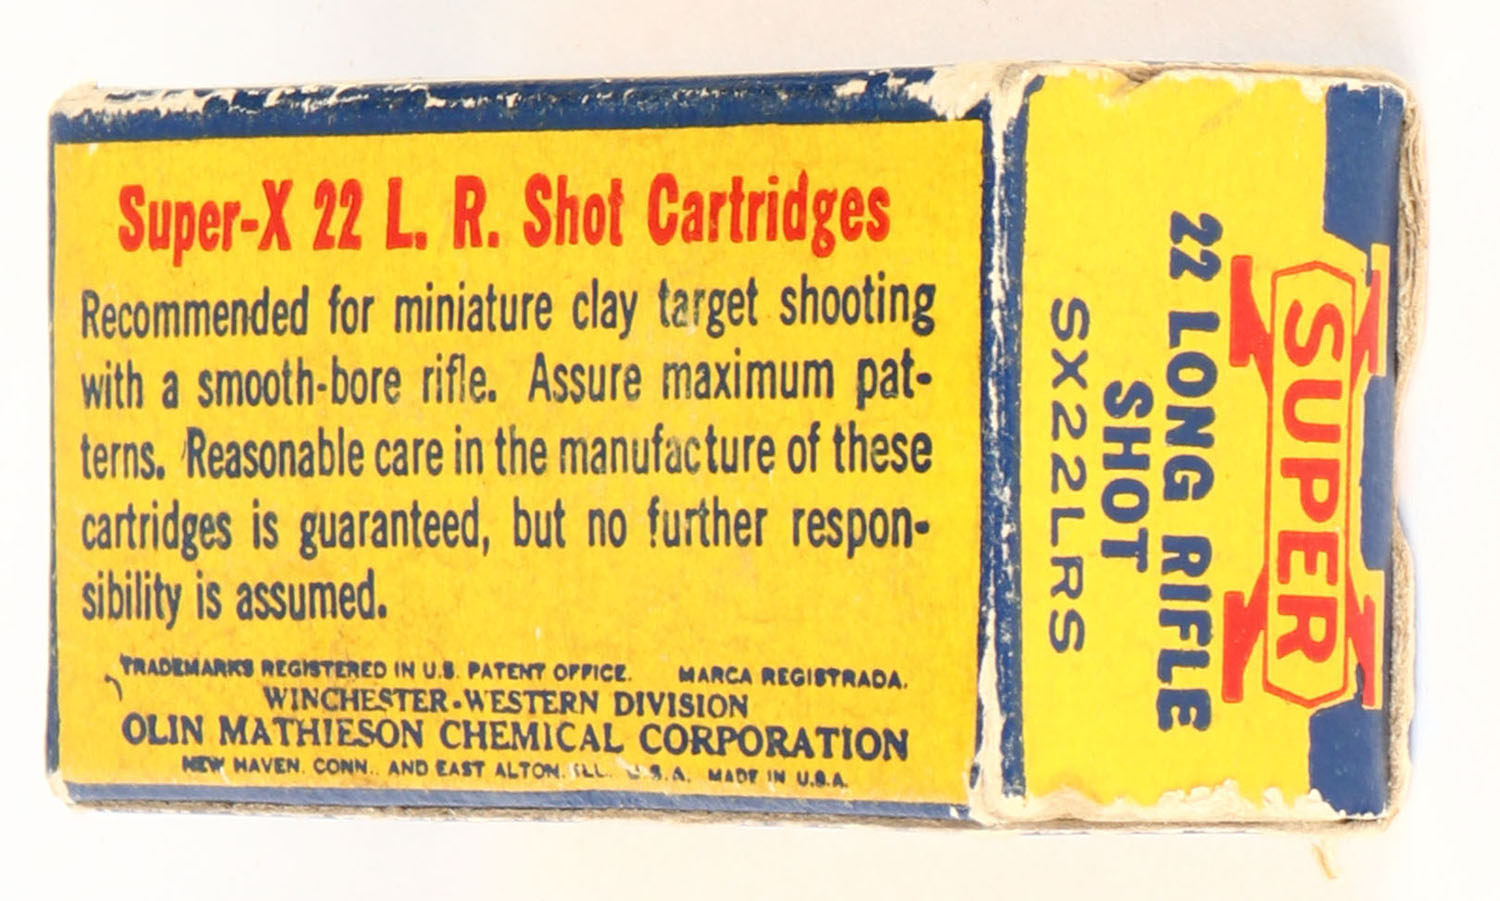 Super-X 22 L. R. Shot Cartridges
Recommended for miniature clay target shooting
with a smooth-bore rifle. Assure maximum pat-
terns. Reasonable care in the manufacture of these
cartridges is guaranteed, but no further respon-
sibility is assumed.
TRADEMARKS REGISTERED IN U.S. PATENT OFFICE. MARCA REGISTRADA.
WINCHESTER-WESTERN DIVISION
OLIN MATHIESON CHEMICAL CORPORATION
NEW HAVEN, CONN., AND EAST ALTON, ILL., U.S.A. MADE IN U.S.A.
SUPER X
22 LONG RIFLE
SHOT
SX22LRS